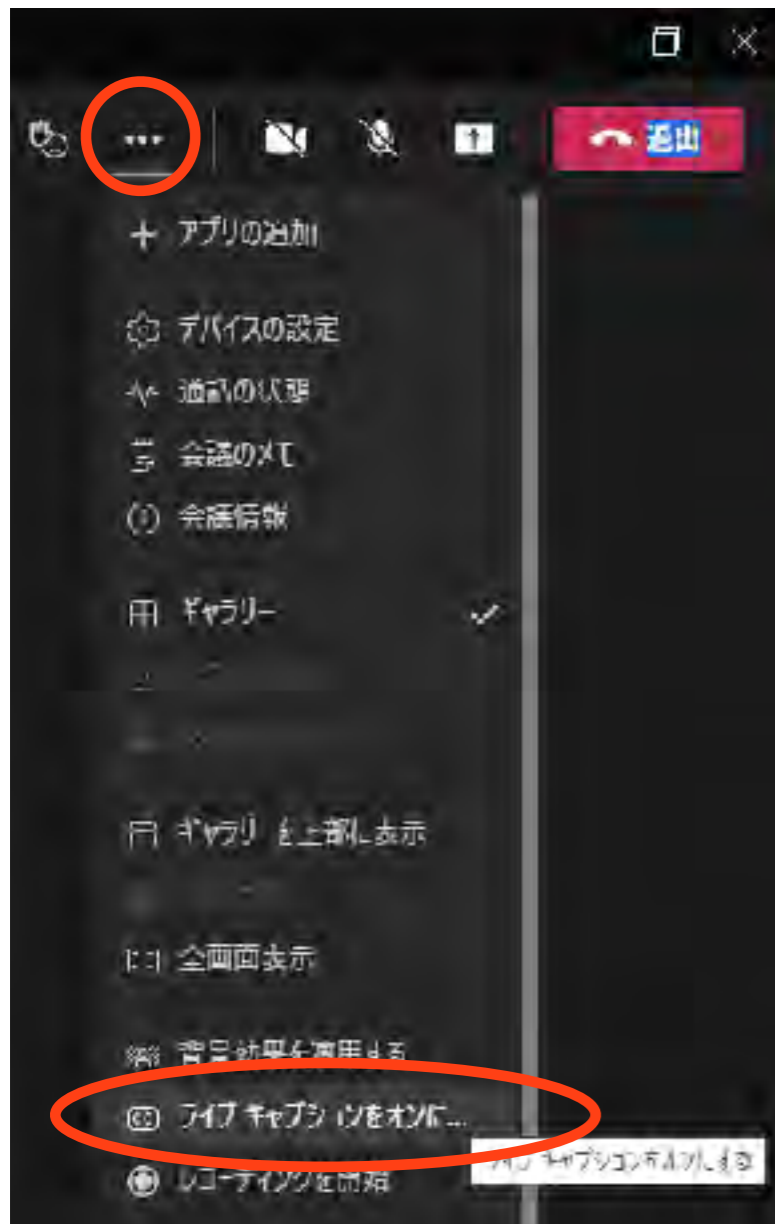 退出
アプリの追加
デバイスの設定
通話の状態
会議のメモ
会議情報
ギャラリー
ギャラリーを上部に表示
全画面表示
背景効果を適用する
ライブ キャプションをオンに...
ライブ キャプションをオンにする
レコーディングを開始